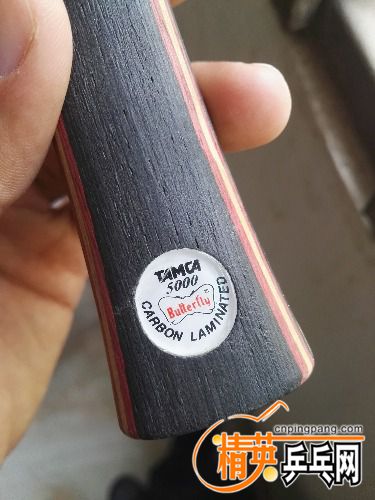 TAMCA
5000
Butterfly
CARBON LAMINATED
cnpingpang.com
精英乒乓网